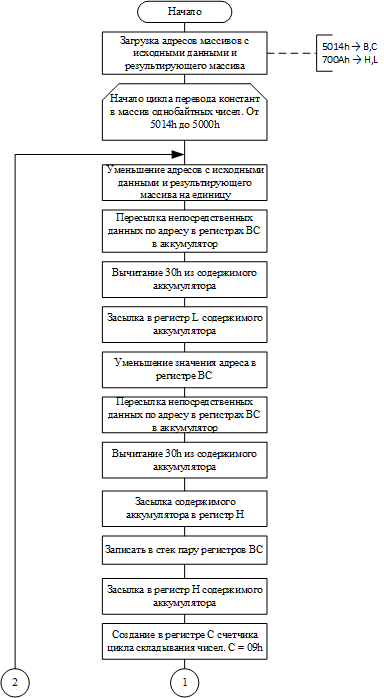 Начало
Загрузка адресов массивов с
исходными данными и
результирующего массива
5014h → B,C
700Ah → H,L
Начало цикла перевода констант
в массив однобайтных чисел. От
5014h до 5000h
Уменьшение адресов с исходными
данными и результирующего
массива на единицу
Пересылка непосредственных
данных по адресу в регистрах BC
в аккумулятор
Вычитание 30h из содержимого
аккумулятора
Засылка в регистр L содержимого
аккумулятора
Уменьшение значения адреса в
регистре BC
Пересылка непосредственных
данных по адресу в регистрах BC
в аккумулятор
Вычитание 30h из содержимого
аккумулятора
Засылка содержимого
аккумулятора в регистр H
Записать в стек пару регистров BC
Засылка в регистр H содержимого
аккумулятора
Создание в регистре C счетчика
цикла складывания чисел. C = 09h
2
1